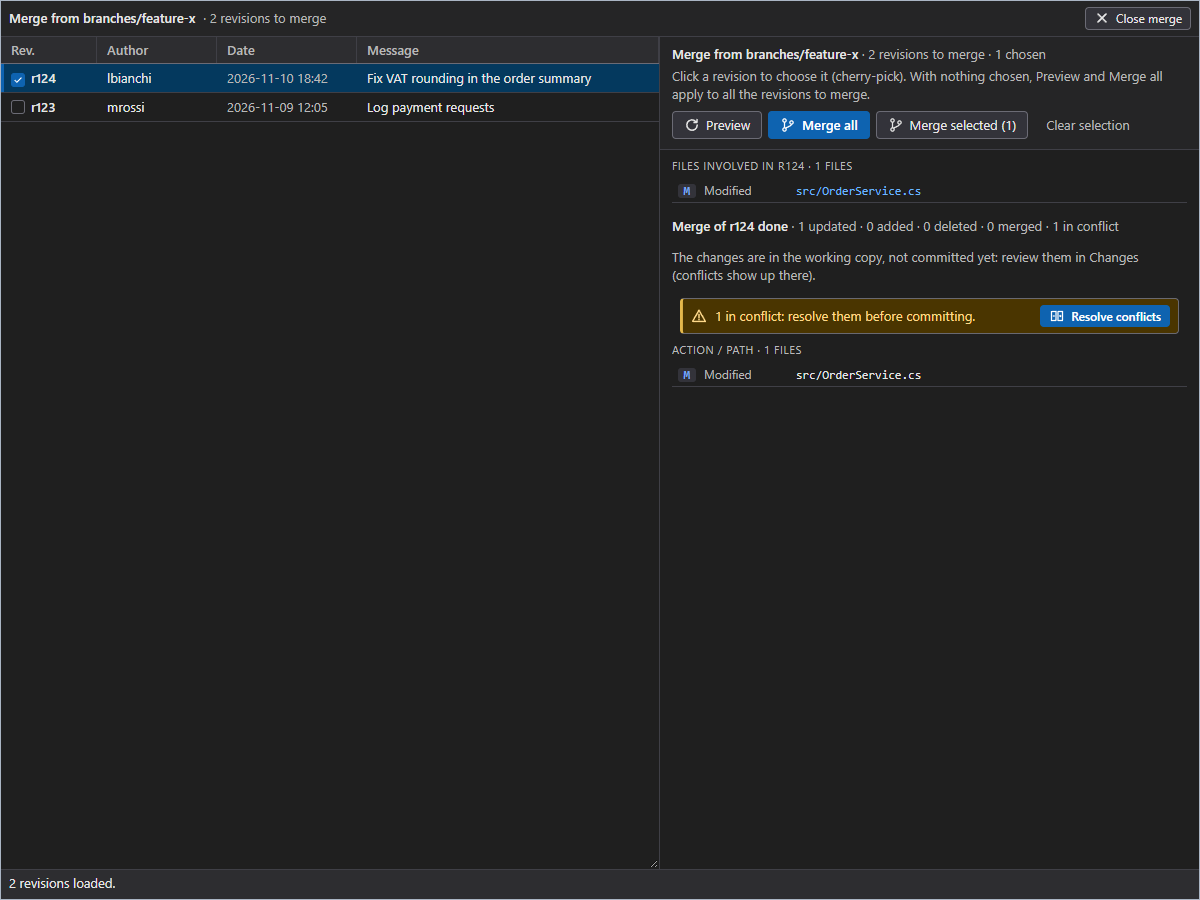 Merge from branches/feature-x · 2 revisions to merge
Close merge
Rev. Author Date Message
r124 lbianchi 2026-11-10 18:42 Fix VAT rounding in the order summary
r123 mrossi 2026-11-09 12:05 Log payment requests
Merge from branches/feature-x · 2 revisions to merge · 1 chosen
Click a revision to choose it (cherry-pick). With nothing chosen, Preview and Merge all
apply to all the revisions to merge.
Preview Merge all Merge selected (1) Clear selection
FILES INVOLVED IN R124 · 1 FILES
M Modified src/OrderService.cs
Merge of r124 done · 1 updated · 0 added · 0 deleted · 0 merged · 1 in conflict
The changes are in the working copy, not committed yet: review them in Changes
(conflicts show up there).
1 in conflict: resolve them before committing. Resolve conflicts
ACTION / PATH · 1 FILES
M Modified src/OrderService.cs
2 revisions loaded.